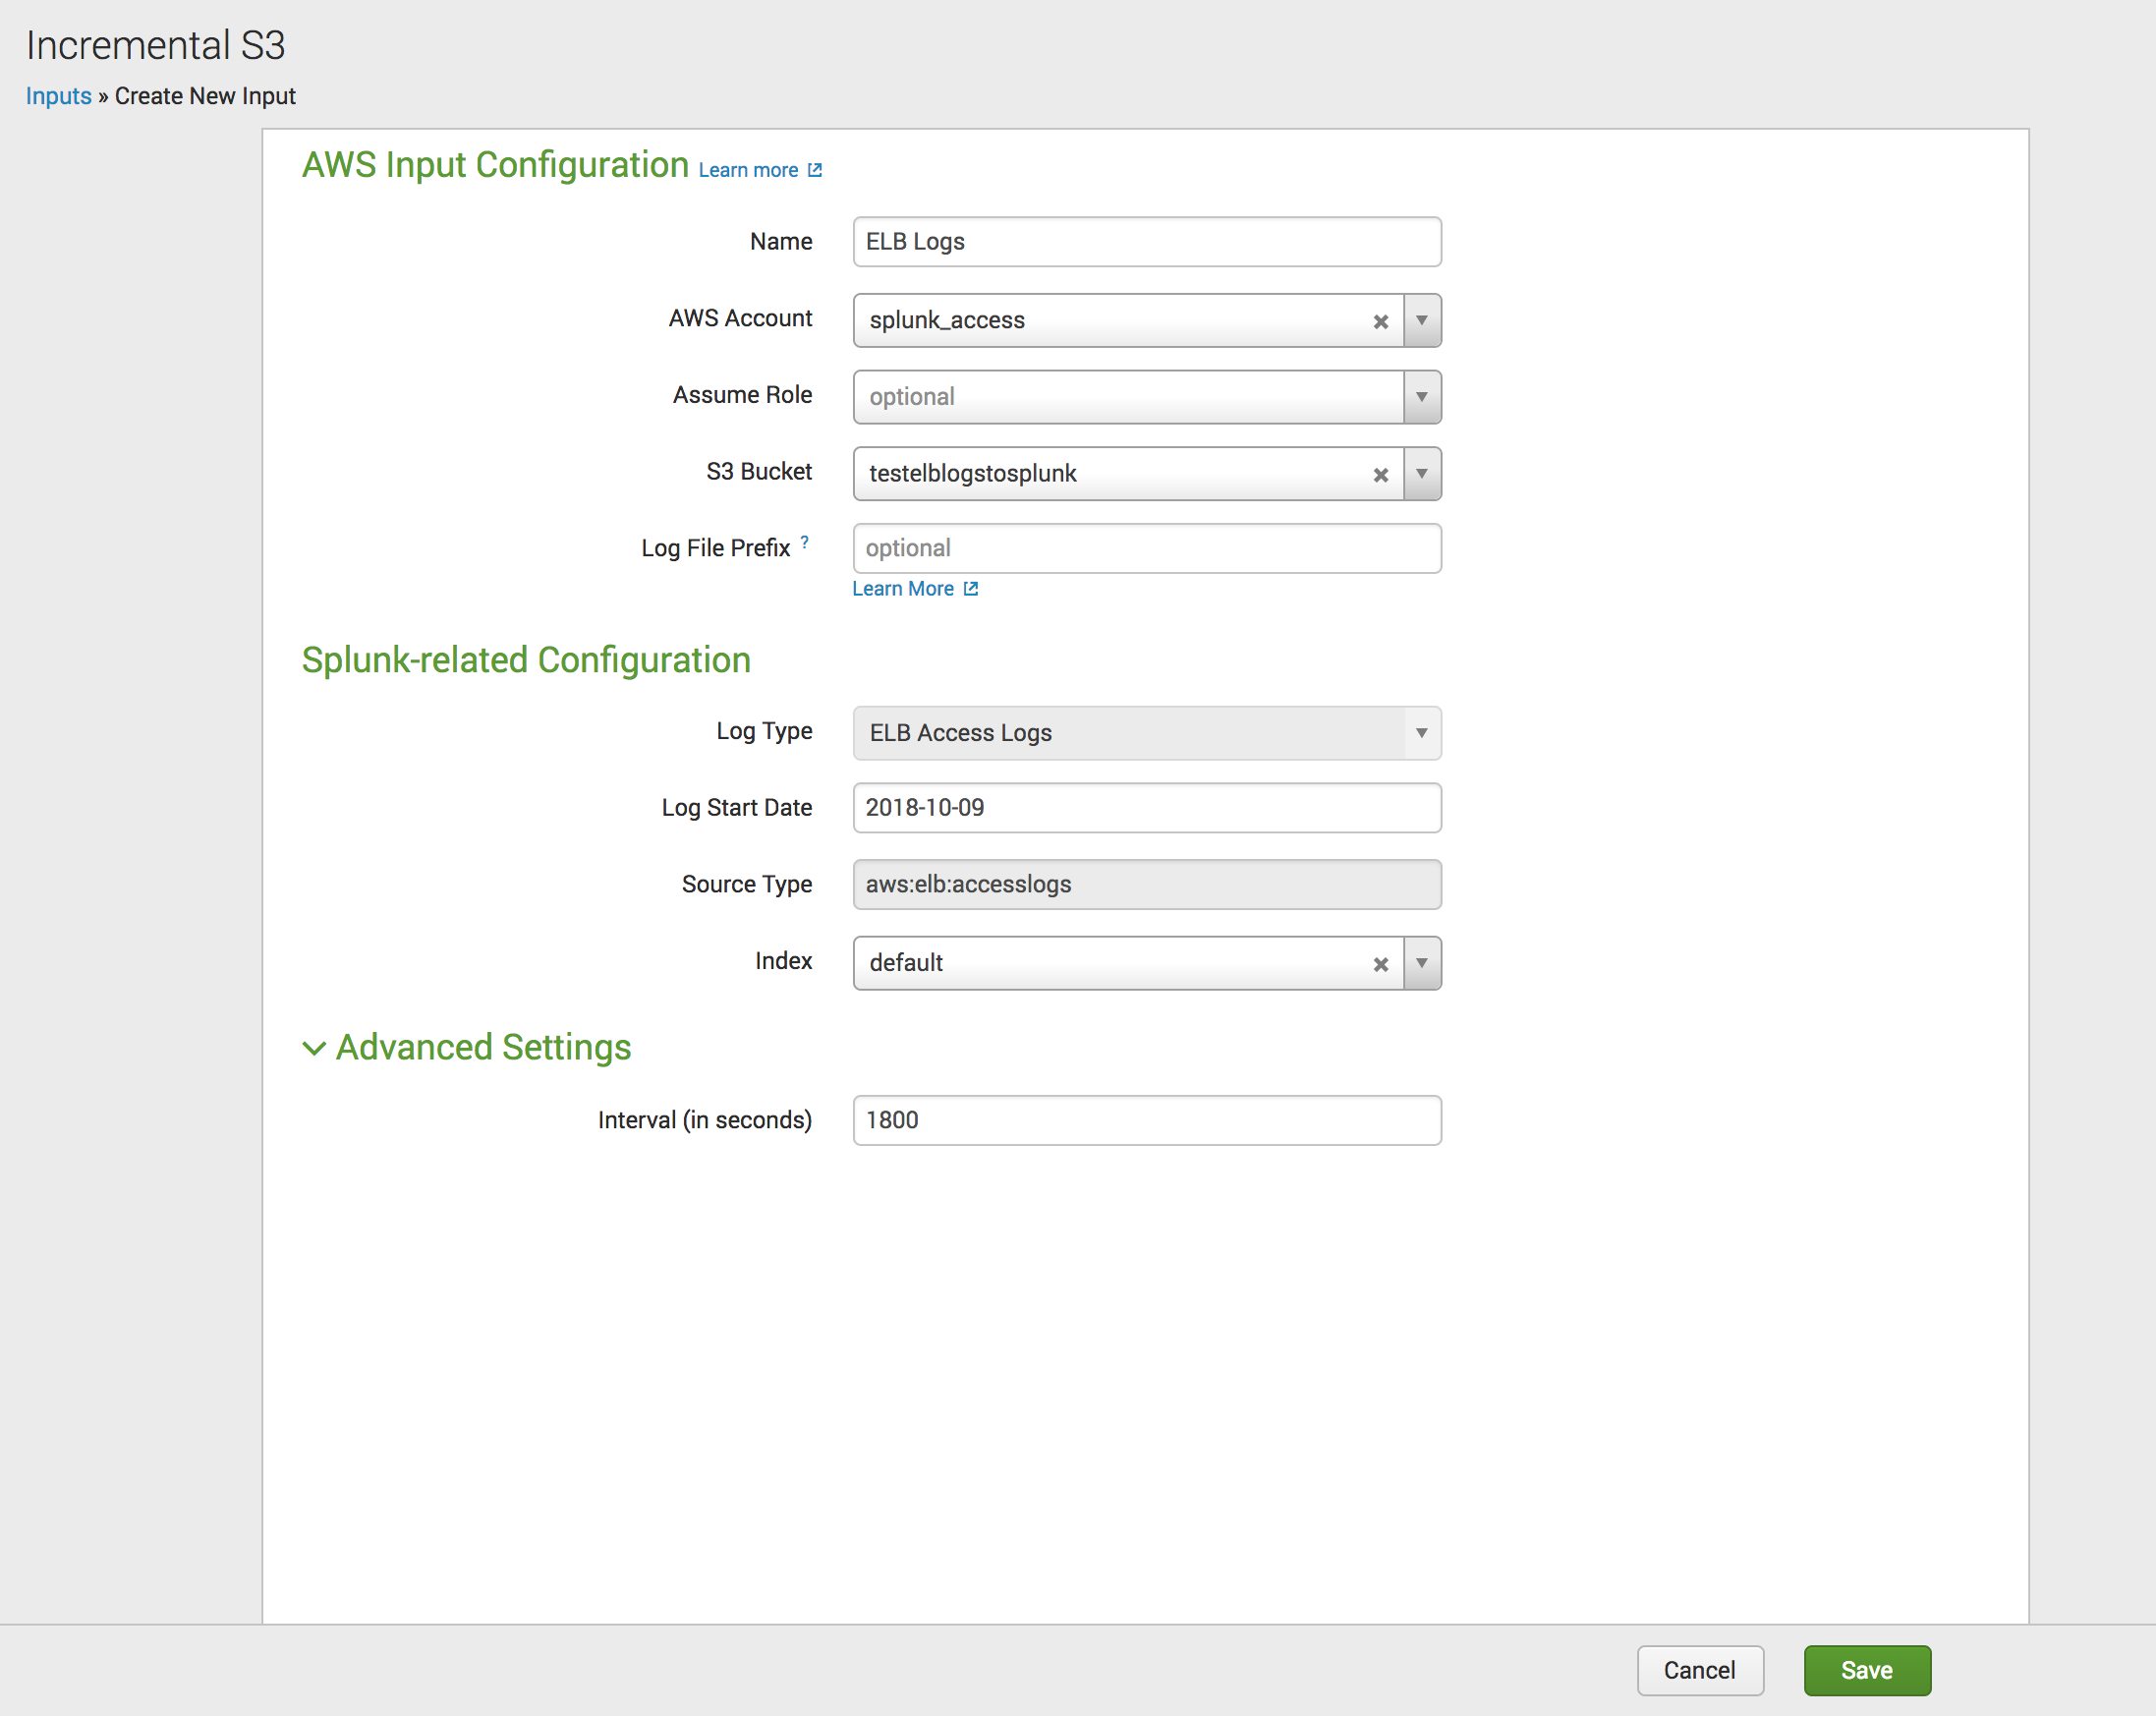 Incremental S3
Inputs » Create New Input
AWS Input Configuration Learn more
Name ELB Logs
AWS Account splunk_access
Assume Role optional
S3 Bucket testelblogstosplunk
Log File Prefix ? optional
Learn More
Splunk-related Configuration
Log Type ELB Access Logs
Log Start Date 2018-10-09
Source Type aws:elb:accesslogs
Index default
Advanced Settings
Interval (in seconds) 1800
Cancel Save